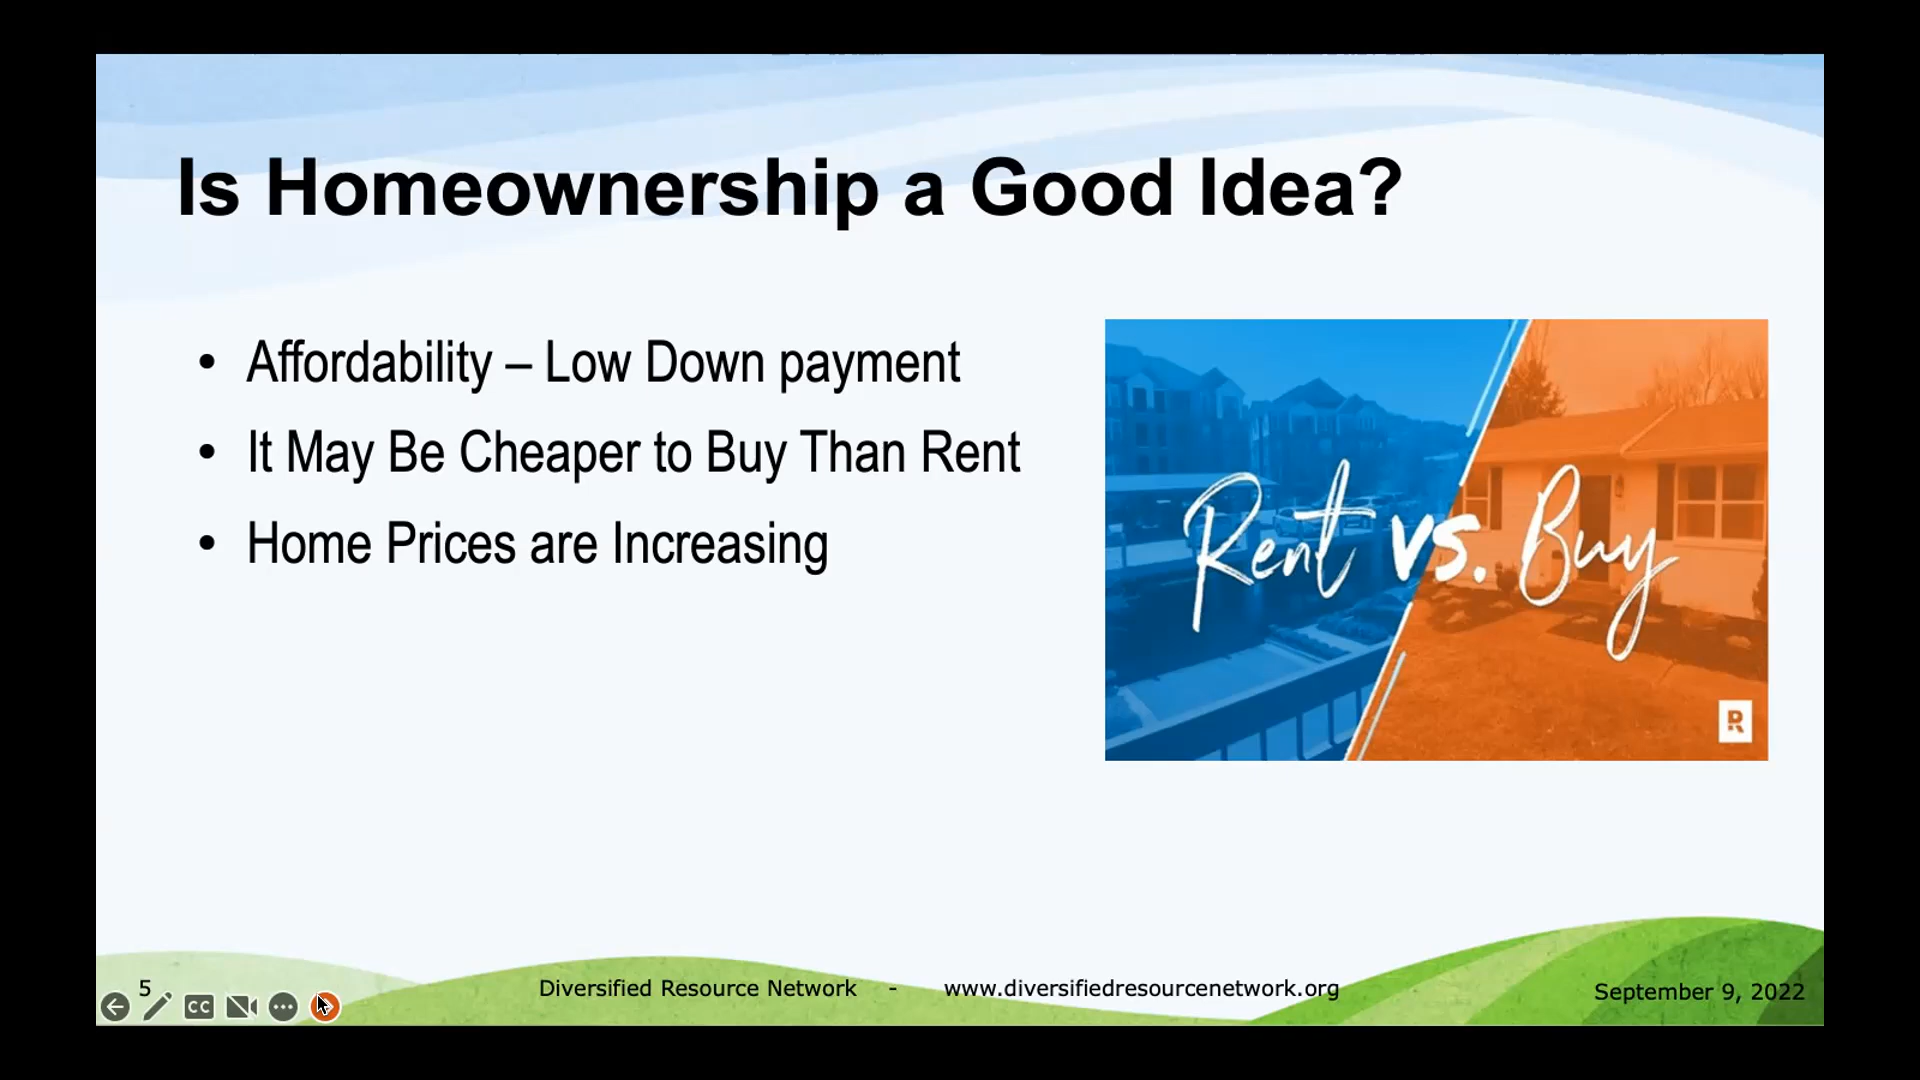 Is Homeownership a Good Idea?
• Affordability – Low Down payment
• It May Be Cheaper to Buy Than Rent
• Home Prices are Increasing
Rent vs. Buy
R
5
CC
Diversified Resource Network - www.diversifiedresourcenetwork.org
September 9, 2022